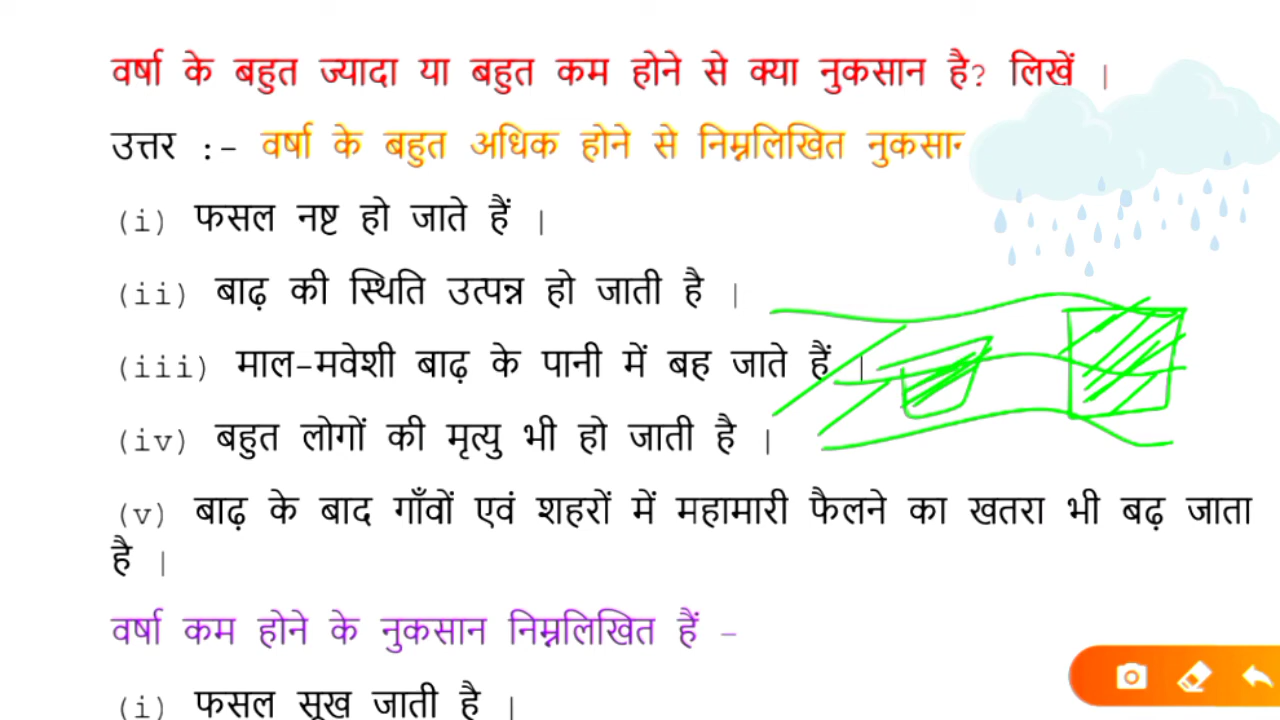 वर्षा के बहुत ज्यादा या बहुत कम होने से क्या नुकसान है? लिखें |
उत्तर :- वर्षा के बहुत अधिक होने से निम्नलिखित नुकसान
(i) फसल नष्ट हो जाते हैं |
(ii) बाढ़ की स्थिति उत्पन्न हो जाती है |
(iii) माल-मवेशी बाढ़ के पानी में बह जाते हैं |
(iv) बहुत लोगों की मृत्यु भी हो जाती है |
(v) बाढ़ के बाद गाँवों एवं शहरों में महामारी फैलने का खतरा भी बढ़ जाता
है |
वर्षा कम होने के नुकसान निम्नलिखित हैं -
(i) फसल सूख जाती है |